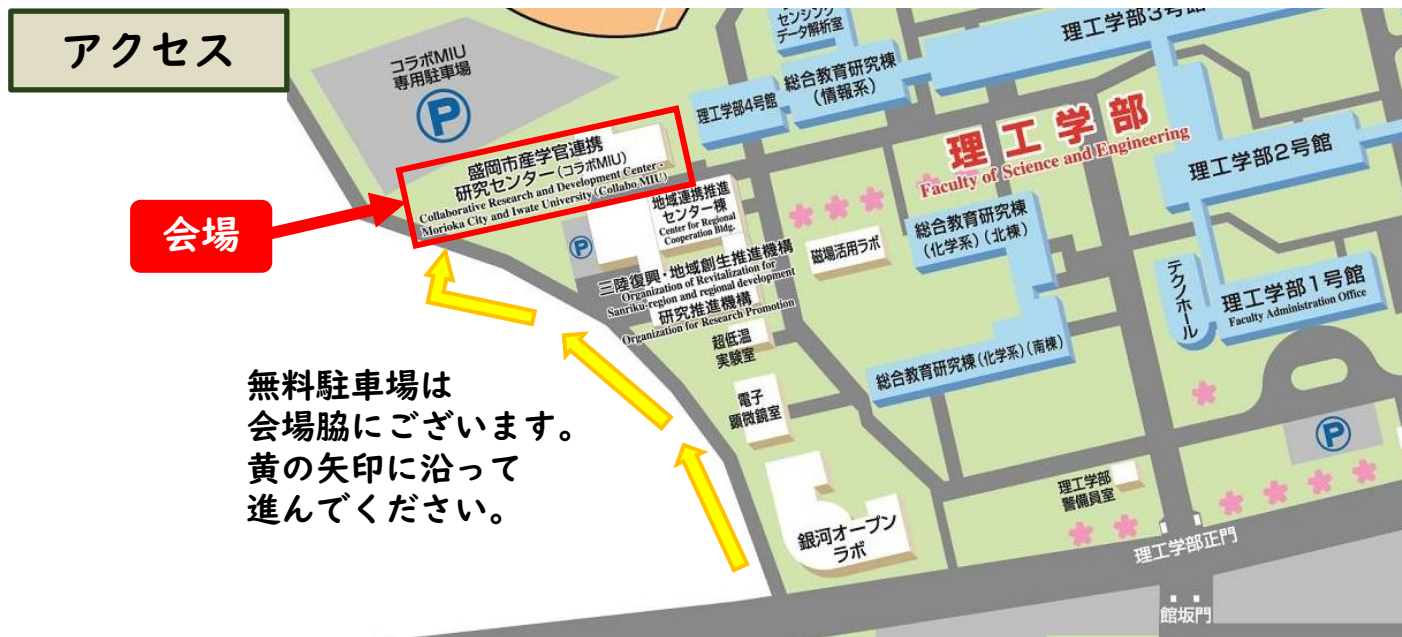 アクセス
コラボMIU
専用駐車場
P
センシング
データ解析室
理工学部3号館
理工学部4号館
総合教育研究棟
(情報系)
理工学部
Faculty of Science and Engineering
理工学部2号館
盛岡市産学官連携
研究センター(コラボMIU)
Collaborative Research and Development Center -
Morioka City and Iwate University (Collabo MIU)
会場
地域連携推進
センター棟
Center for Regional
Cooperation Bldg.
P
三陸復興・地域創生推進機構
Organization of Revitalization for
Sanriku-region and regional development
研究推進機構
Organization for Research Promotion
磁場活用ラボ
総合教育研究棟
(化学系)(北棟)
テクノホール
理工学部1号館
Faculty Administration Office
超低温
実験室
総合教育研究棟(化学系)(南棟)
電子
顕微鏡室
無料駐車場は
会場脇にございます。
黄の矢印に沿って
進んでください。
P
理工学部
警備員室
銀河オープン
ラボ
理工学部正門
館坂門